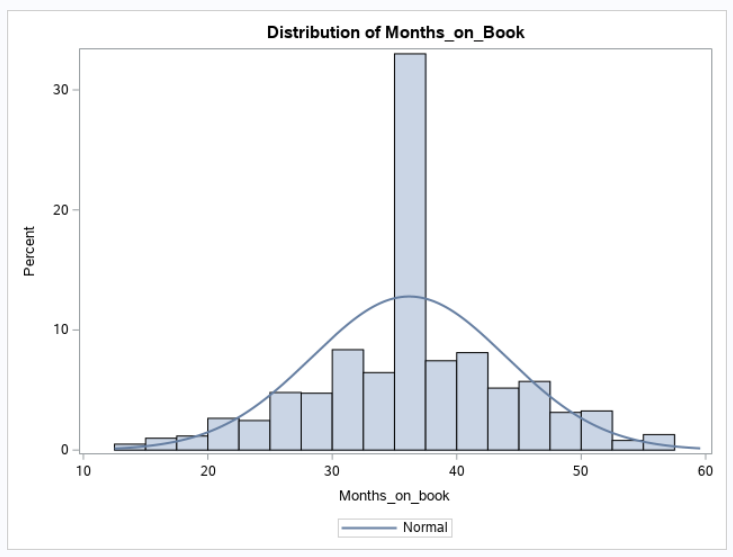 Distribution of Months_on_Book
30
20
10
0
Percent
10 20 30 40 50 60
Months_on_book
Normal